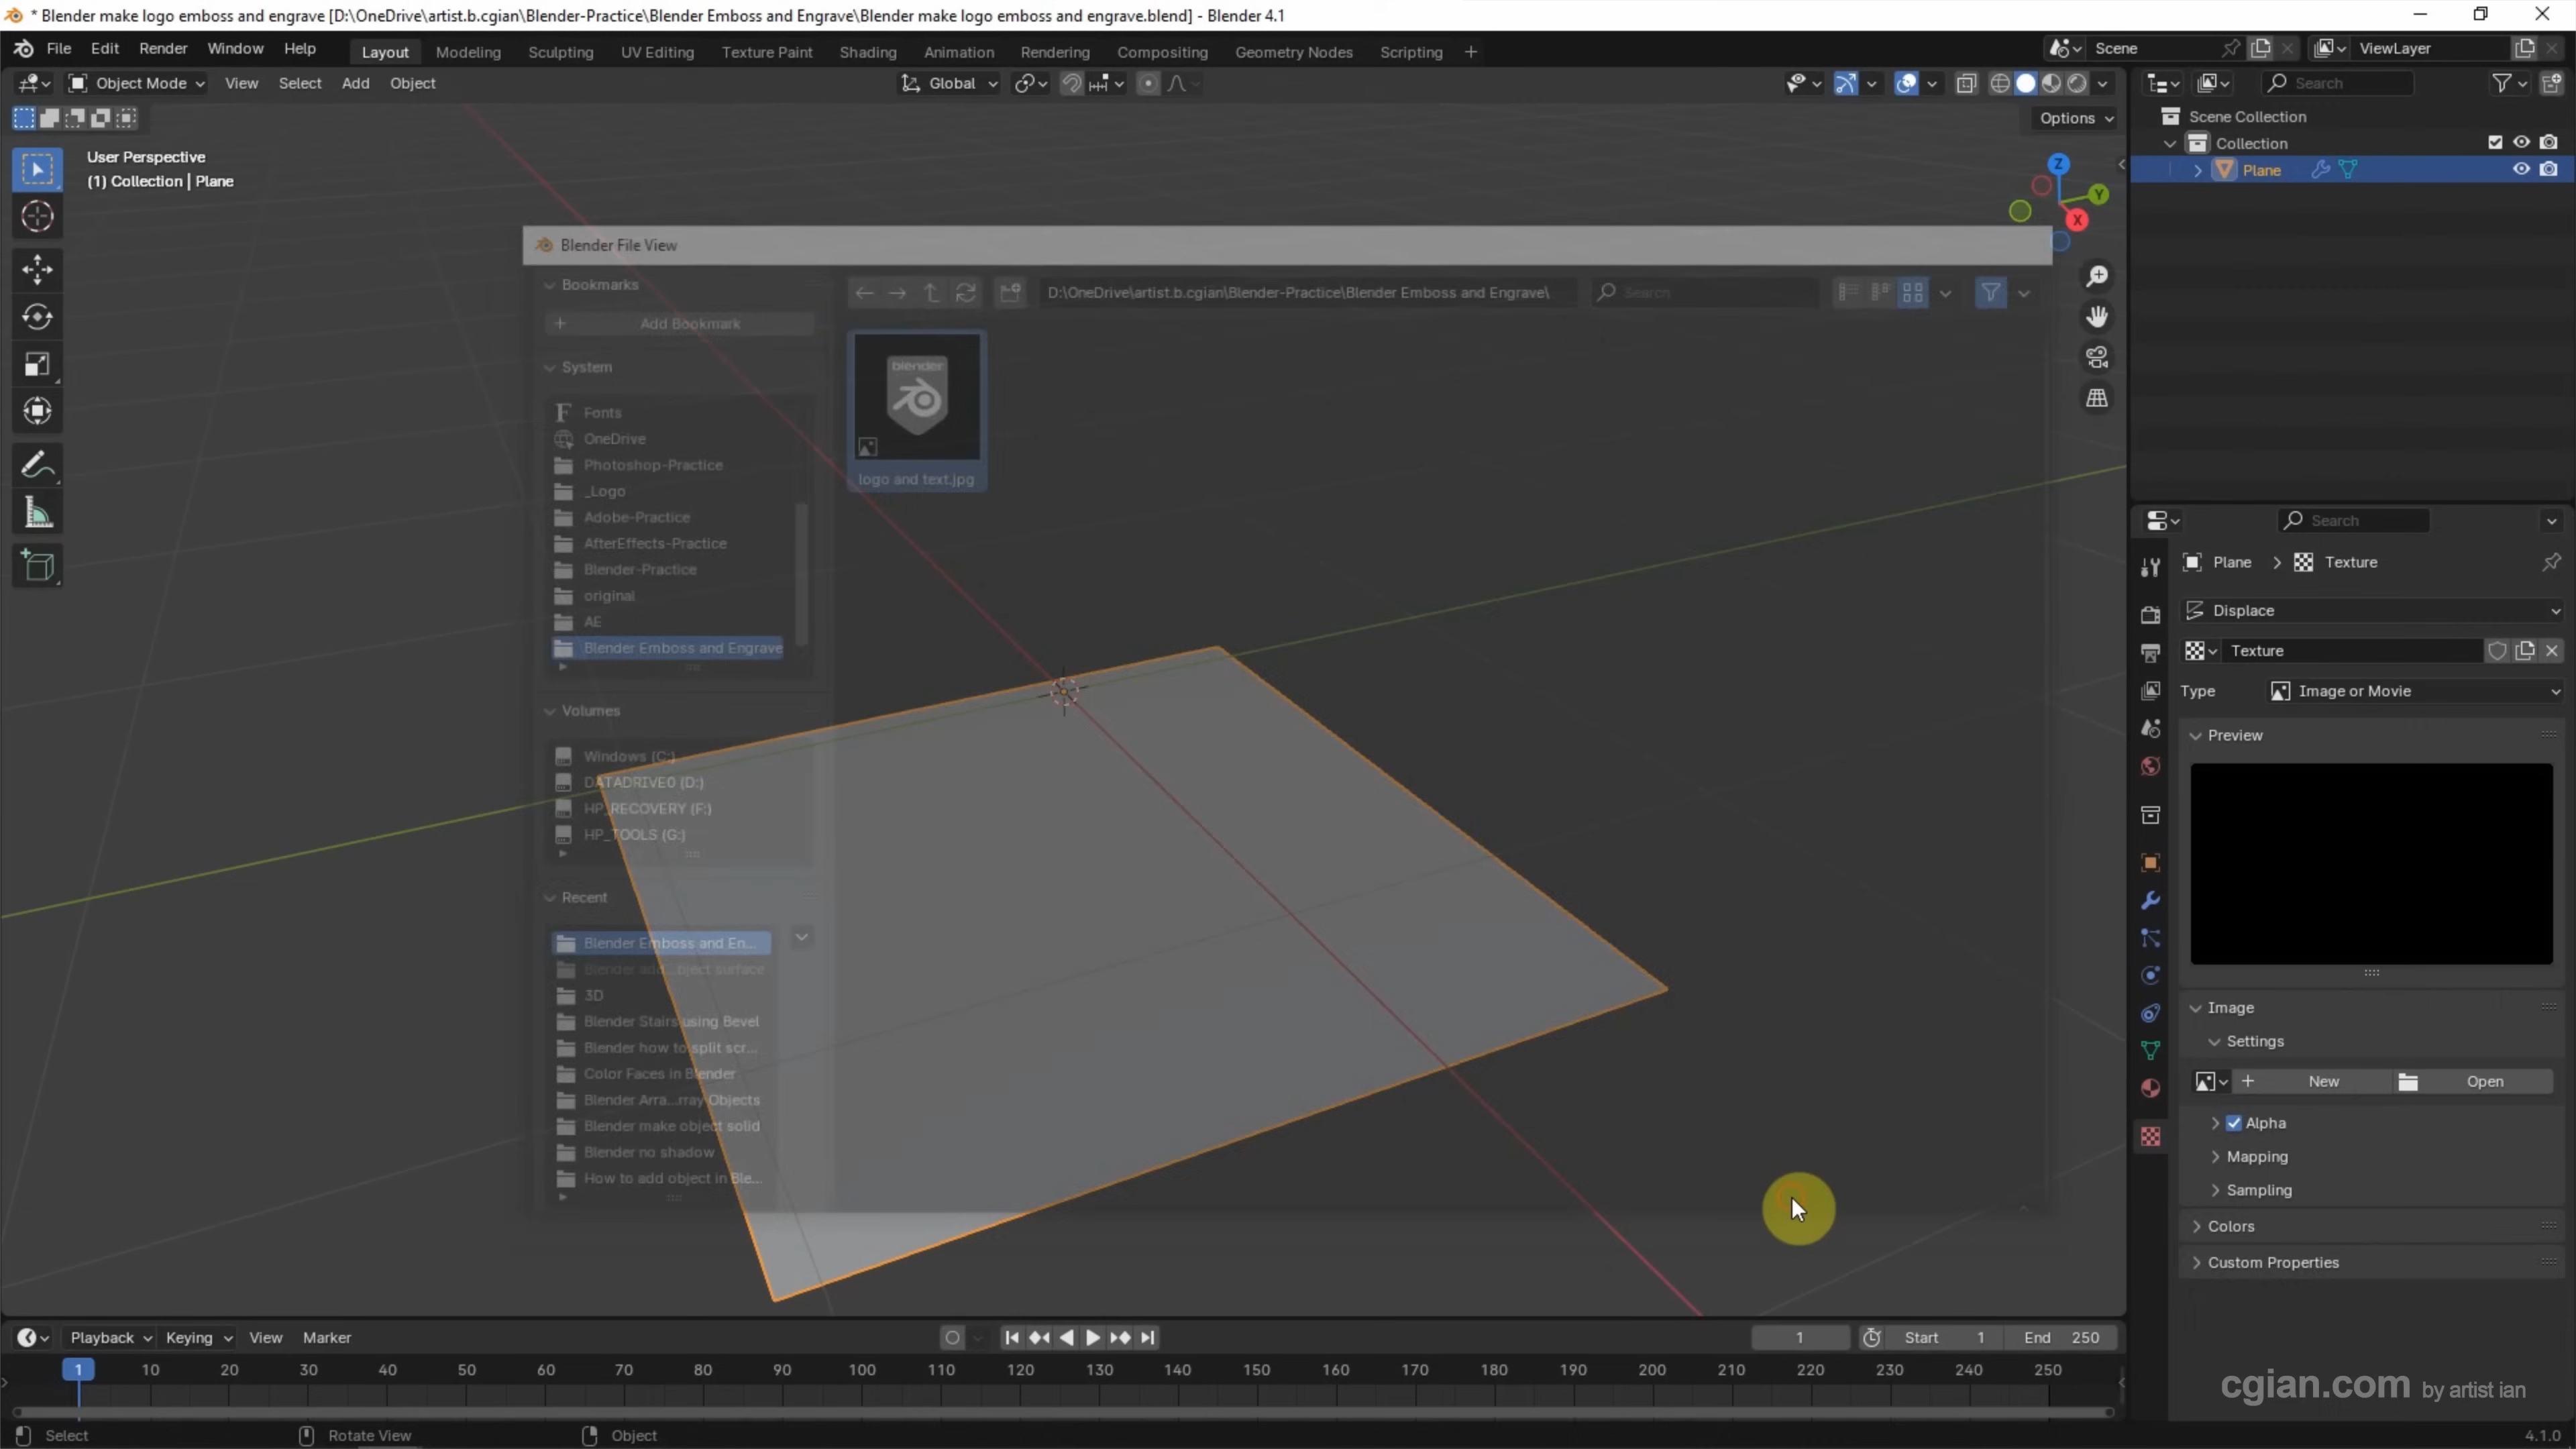 * Blender make logo emboss and engrave [D:\OneDrive\artist.b.cgian\Blender-Practice\Blender Emboss and Engrave\Blender make logo emboss and engrave.blend] - Blender 4.1
File Edit Render Window Help Layout Modeling Sculpting UV Editing Texture Paint Shading Animation Rendering Compositing Geometry Nodes Scripting + Scene ViewLayer
Object Mode View Select Add Object Global Search
Options
Scene Collection
Collection
Plane
User Perspective
(1) Collection | Plane
Z
Y
X
Blender File View
Bookmarks
D:\OneDrive\artist.b.cgian\Blender-Practice\Blender Emboss and Engrave\ Search
Add Bookmark
System
blender
logo and text.jpg
Fonts
OneDrive
Photoshop-Practice
_Logo
Adobe-Practice
AfterEffects-Practice
Blender-Practice
original
AE
Blender Emboss and Engrave
Volumes
Windows (C:)
DATADRIVE0 (D:)
HP_RECOVERY (F:)
HP_TOOLS (G:)
Recent
Blender Emboss and En...
Blender add...bject surface
3D
Blender Stairs using Bevel
Blender how to split scr...
Color Faces in Blender
Blender Arra...rray Objects
Blender make object solid
Blender no shadow
How to add object in Ble...
Search
Plane > Texture
Displace
Texture
Type Image or Movie
Preview
Image
Settings
New Open
Alpha
Mapping
Sampling
Colors
Custom Properties
Playback Keying View Marker 1 Start 1 End 250
1 10 20 30 40 50 60 70 80 90 100 110 120 130 140 150 160 170 180 190 200 210 220 230 240 250
cgian.com by artist ian
Select Rotate View Object 4.1.0